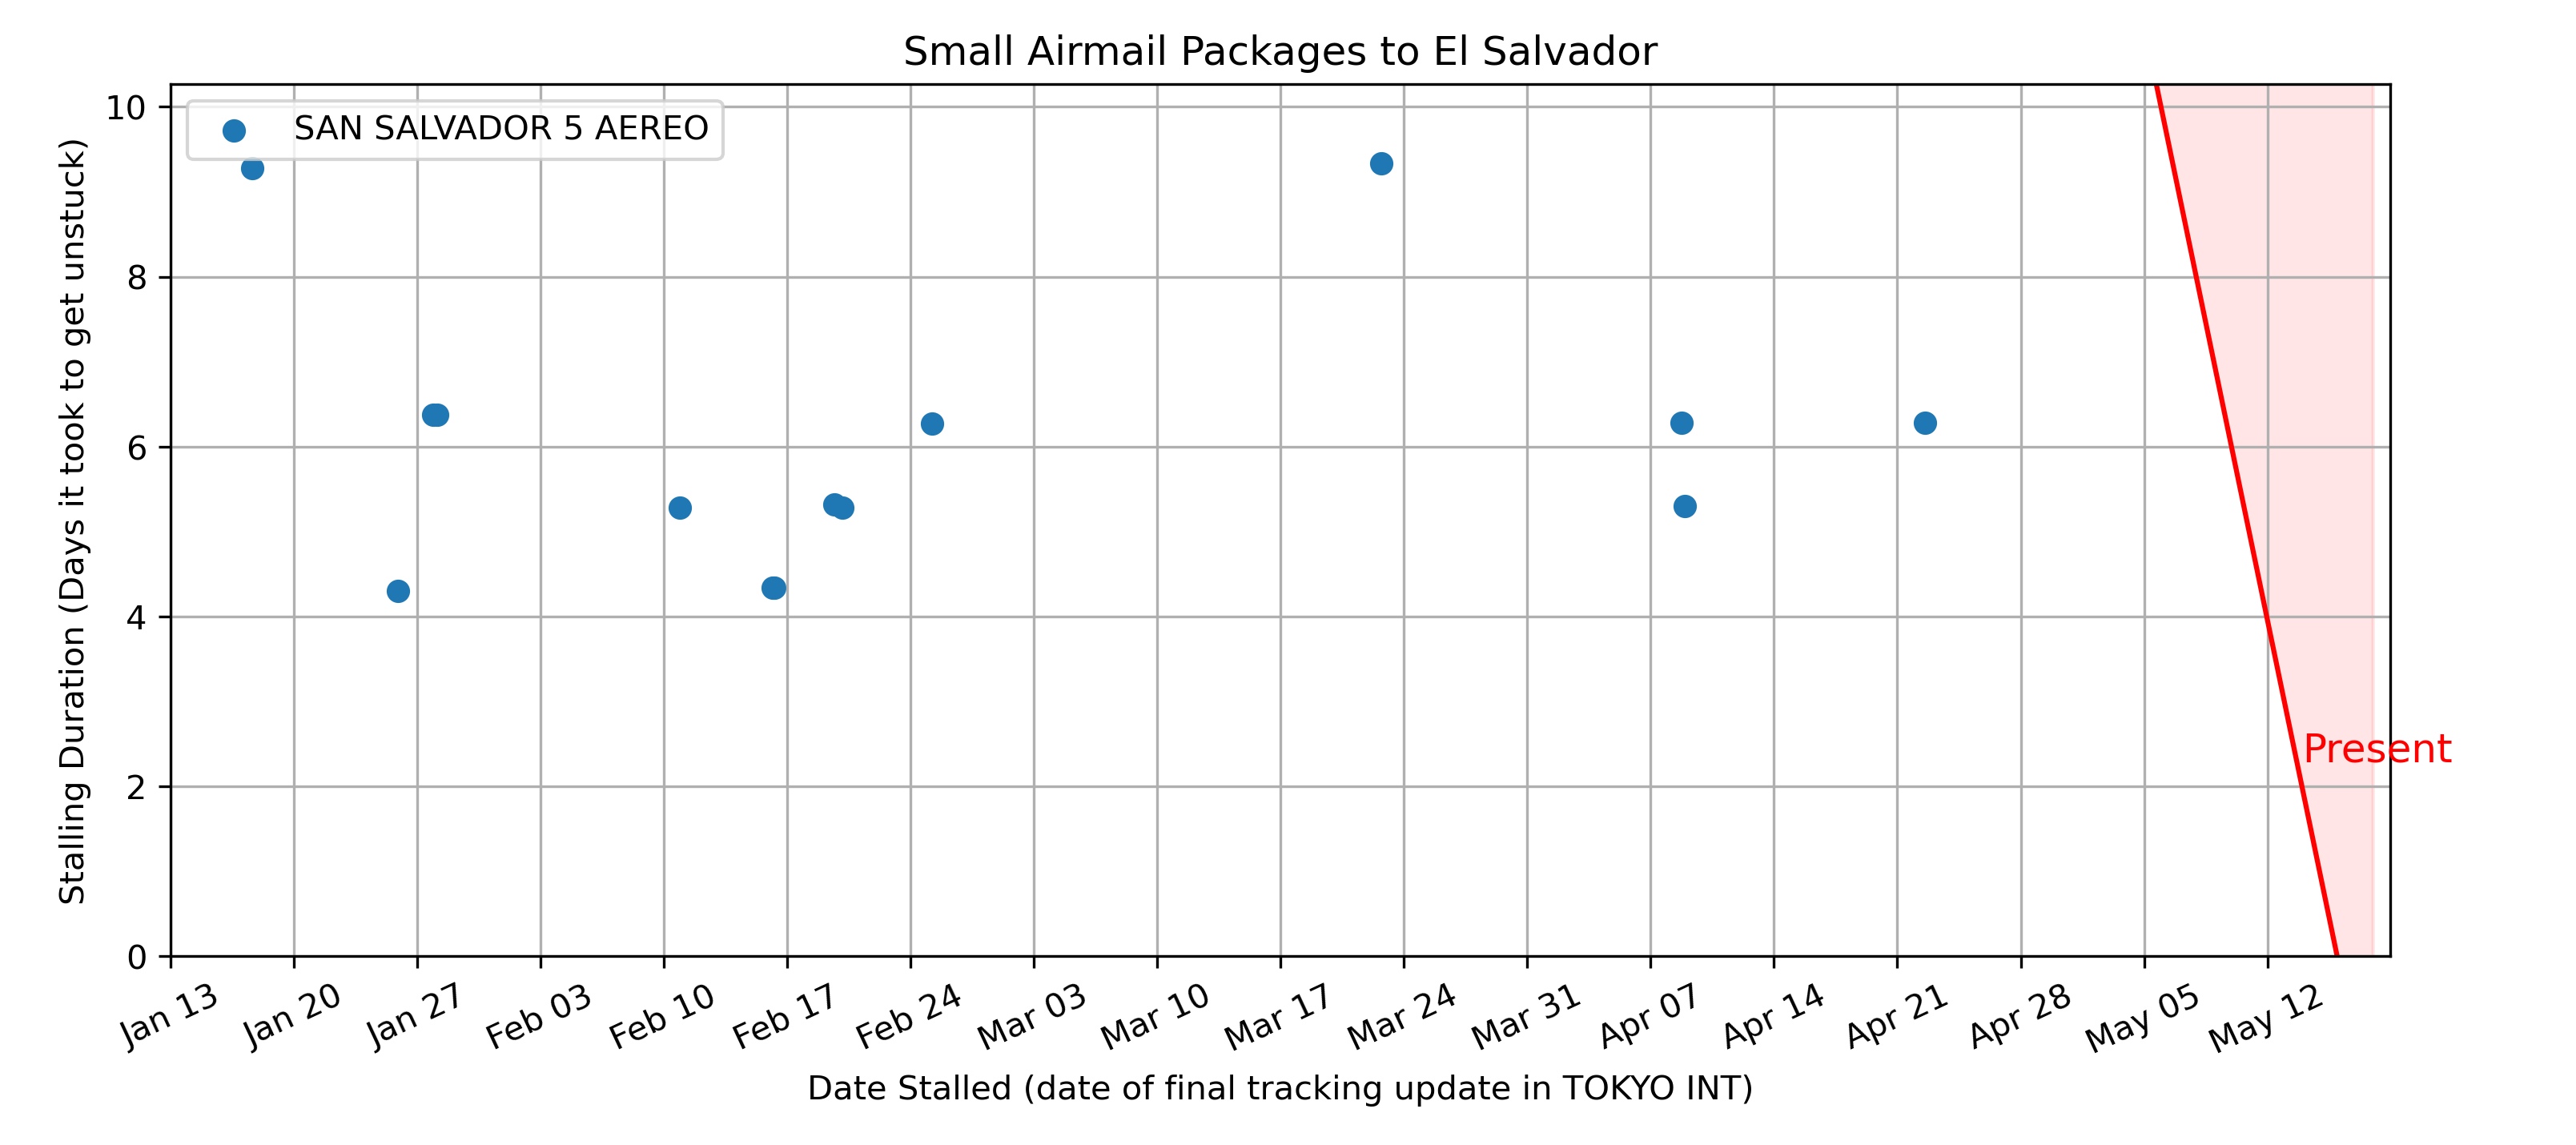 Small Airmail Packages to El Salvador
SAN SALVADOR 5 AEREO
Stalling Duration (Days it took to get unstuck)
10
8
6
4
2
0
Present
Jan 13
Jan 20
Jan 27
Feb 03
Feb 10
Feb 17
Feb 24
Mar 03
Mar 10
Mar 17
Mar 24
Mar 31
Apr 07
Apr 14
Apr 21
Apr 28
May 05
May 12
Date Stalled (date of final tracking update in TOKYO INT)